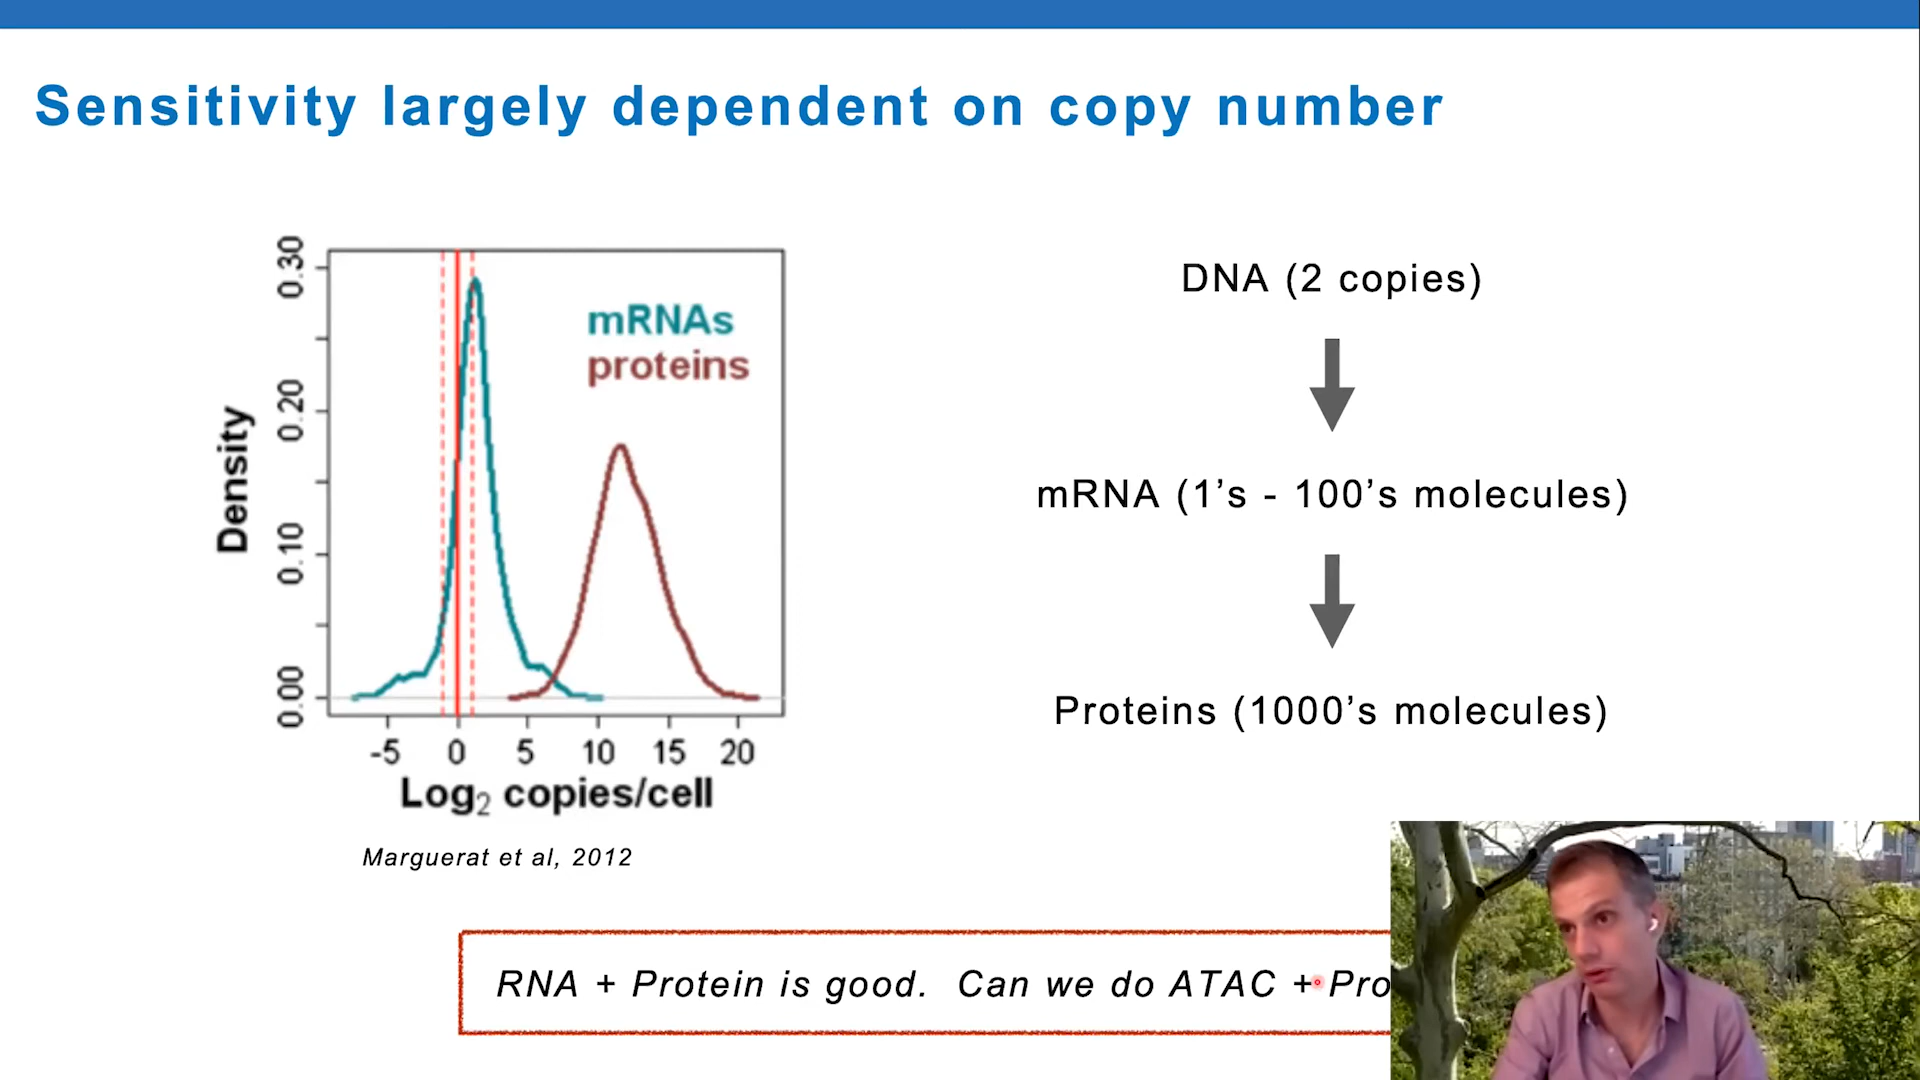 Sensitivity largely dependent on copy number
0.30
0.20
0.10
0.00
Density
mRNAs
proteins
-5 0 5 10 15 20
Log2 copies/cell
Marguerat et al, 2012
DNA (2 copies)
mRNA (1's - 100's molecules)
Proteins (1000's molecules)
RNA + Protein is good. Can we do ATAC + Pro